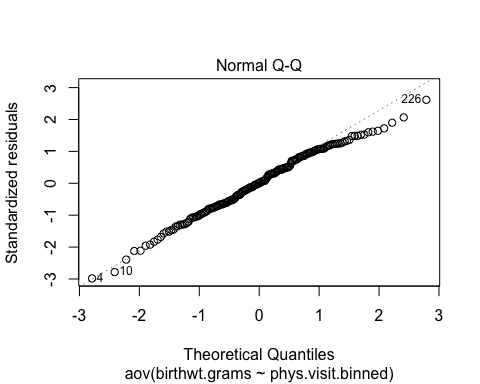 Normal Q-Q
Standardized residuals
3
2
1
0
-1
-2
-3
226
10
4
-3 -2 -1 0 1 2 3
Theoretical Quantiles
aov(birthwt.grams ~ phys.visit.binned)